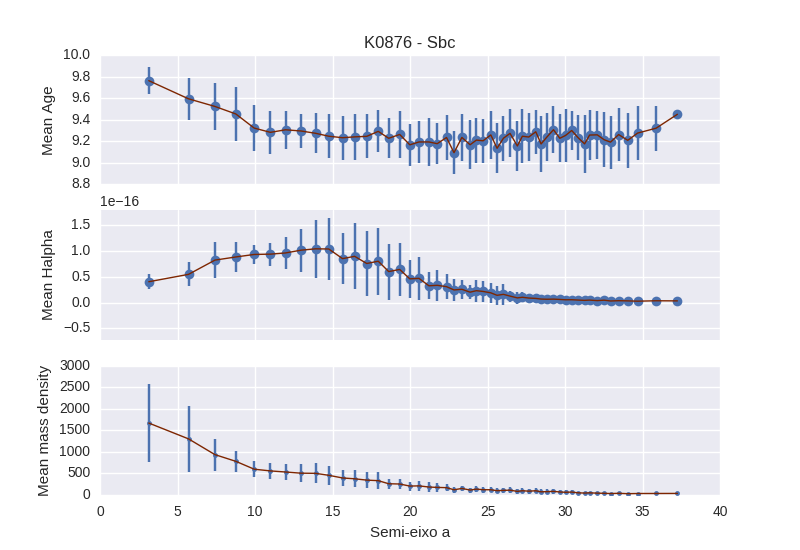 K0876 - Sbc
10.0
9.8
9.6
9.4
9.2
9.0
8.8
Mean Age
1e−16
1.5
1.0
0.5
0.0
−0.5
Mean Halpha
3000
2500
2000
1500
1000
500
0
Mean mass density
0 5 10 15 20 25 30 35 40
Semi-eixo a